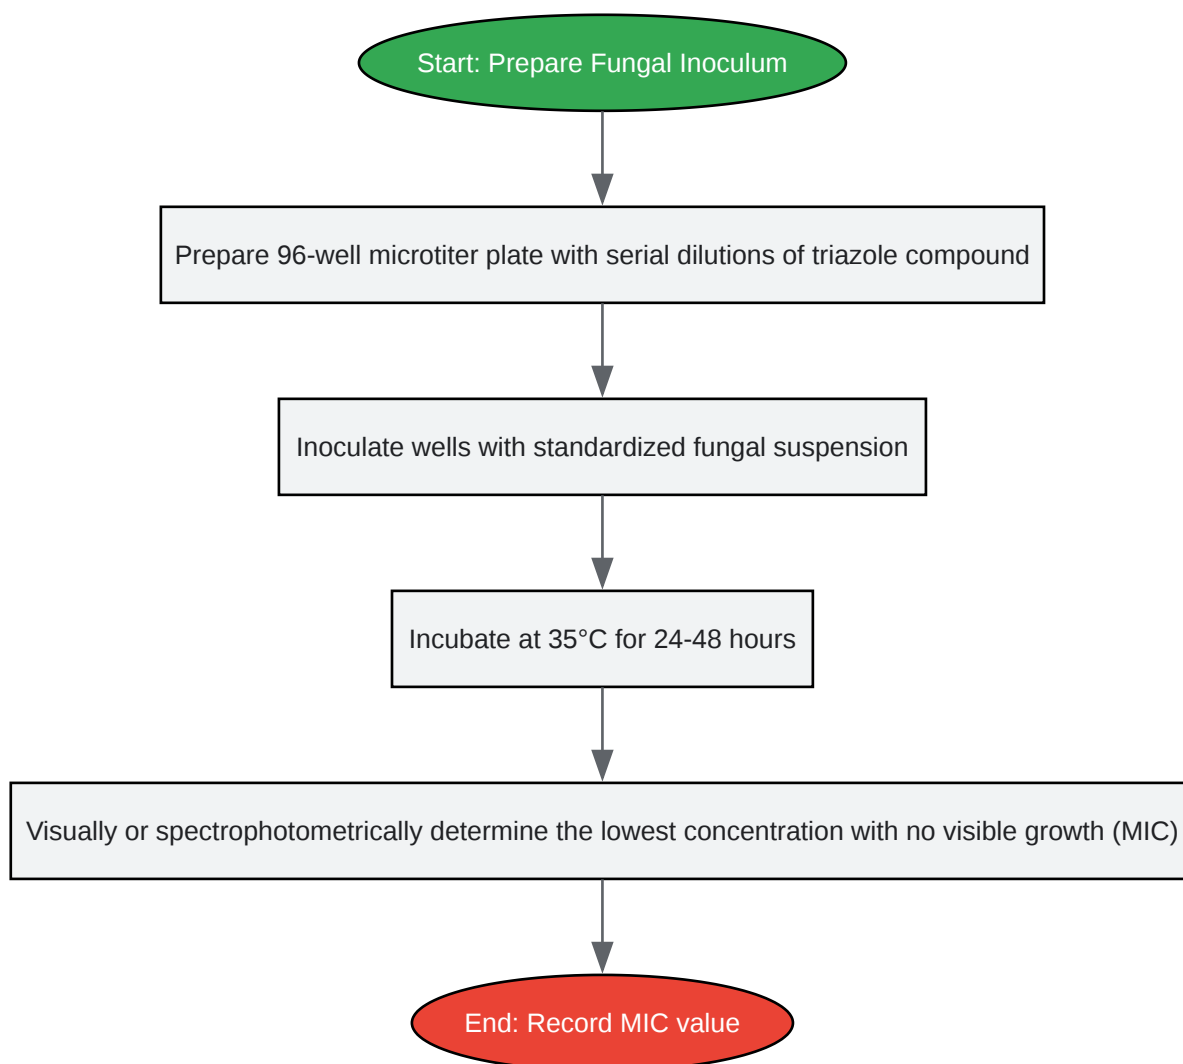 Start: Prepare Fungal Inoculum
Prepare 96-well microtiter plate with serial dilutions of triazole compound
Inoculate wells with standardized fungal suspension
Incubate at 35°C for 24-48 hours
Visually or spectrophotometrically determine the lowest concentration with no visible growth (MIC)
End: Record MIC value